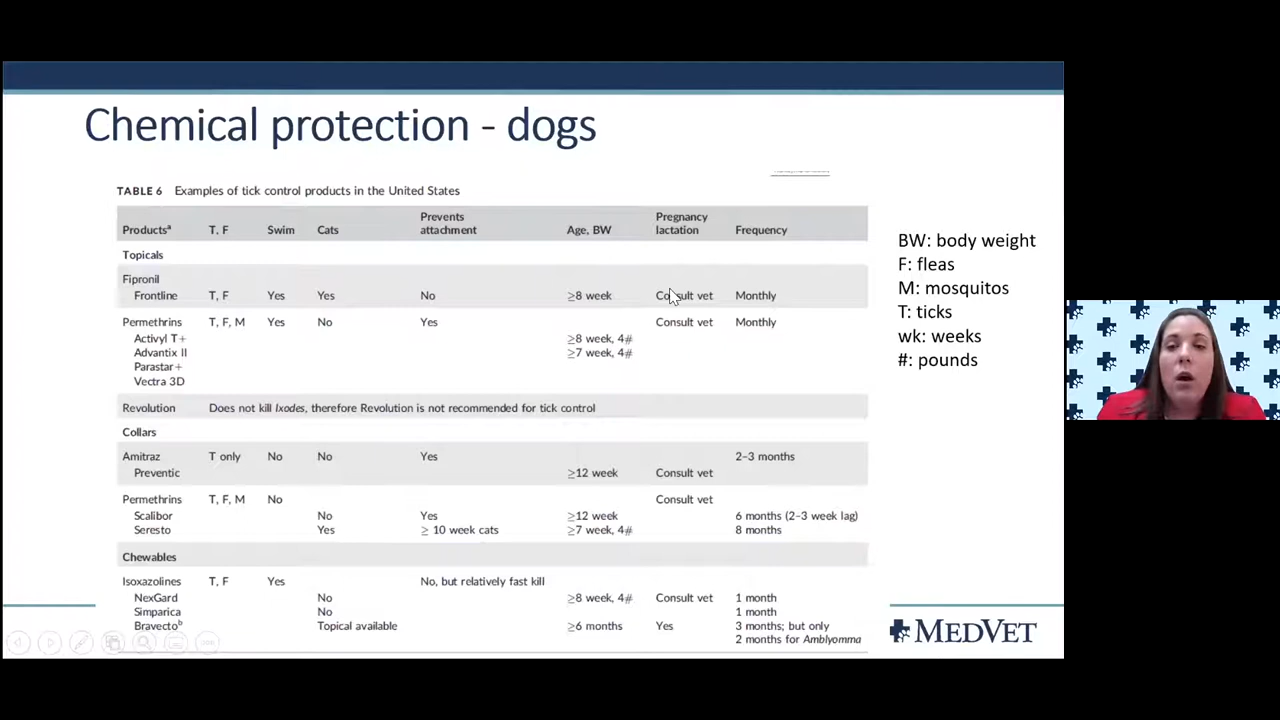 Chemical protection - dogs
TABLE 6 Examples of tick control products in the United States
Productsᵃ T, F Swim Cats Prevents attachment Age, BW Pregnancy lactation Frequency
Topicals
Fipronil
Frontline T, F Yes Yes No ≥8 week Consult vet Monthly
Permethrins T, F, M Yes No Yes Consult vet Monthly
Activyl T+ ≥8 week, 4#
Advantix II ≥7 week, 4#
Parastar+
Vectra 3D
Revolution Does not kill Ixodes, therefore Revolution is not recommended for tick control
Collars
Amitraz T only No No Yes 2–3 months
Preventic ≥12 week Consult vet
Permethrins T, F, M No Consult vet
Scalibor No Yes ≥12 week 6 months (2–3 week lag)
Seresto Yes ≥ 10 week cats ≥7 week, 4# 8 months
Chewables
Isoxazolines T, F Yes No, but relatively fast kill
NexGard No ≥8 week, 4# Consult vet 1 month
Simparica No 1 month
Bravectoᵇ Topical available ≥6 months Yes 3 months; but only
2 months for Amblyomma
BW: body weight
F: fleas
M: mosquitos
T: ticks
wk: weeks
#: pounds
MEDVET